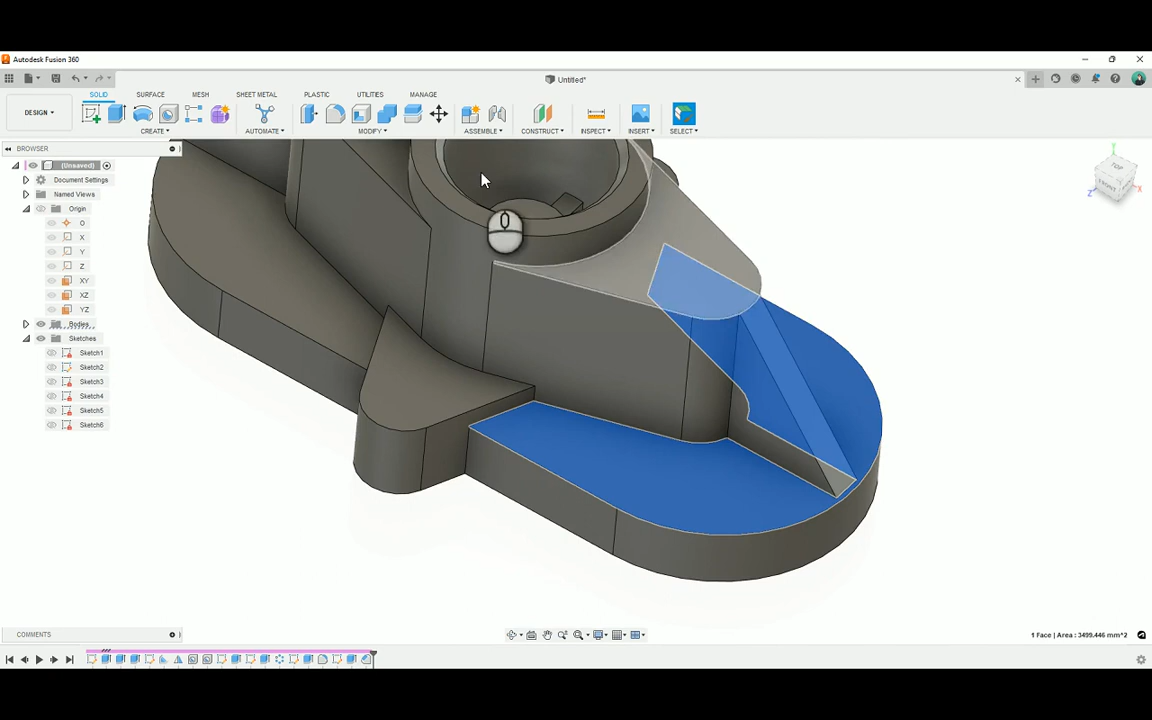 Autodesk Fusion 360
Untitled*
DESIGN
SOLID
SURFACE
MESH
SHEET METAL
PLASTIC
UTILITIES
MANAGE
CREATE
AUTOMATE
MODIFY
ASSEMBLE
CONSTRUCT
INSPECT
INSERT
SELECT
BROWSER
(Unsaved)
Document Settings
Named Views
Origin
O
X
Y
Z
XY
XZ
YZ
Bodies
Sketches
Sketch1
Sketch2
Sketch3
Sketch4
Sketch5
Sketch6
TOP
FRONT
Y
Z
X
COMMENTS
1 Face | Area : 3499.446 mm^2